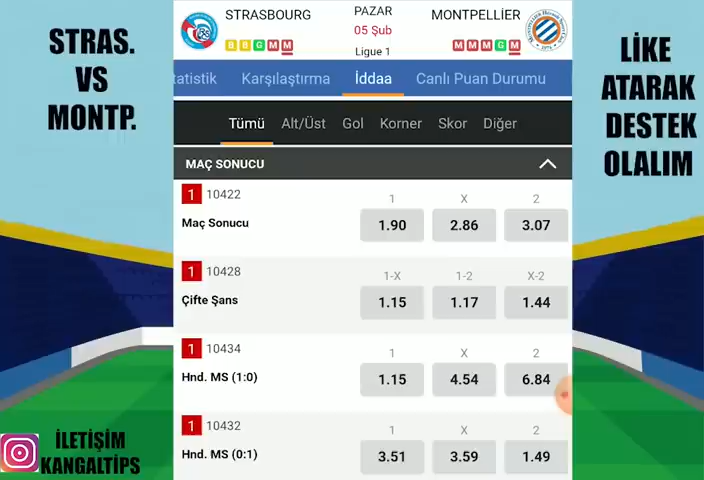 STRAS.
VS
MONTP.
STRASBOURG
B B G M M
PAZAR
05 Şub
Ligue 1
MONTPELLİER
M M M G M
LİKE
ATARAK
DESTEK
OLALIM
tatistik Karşılaştırma İddaa Canlı Puan Durumu
Tümü Alt/Üst Gol Korner Skor Diğer
MAÇ SONUCU
1 10422
Maç Sonucu
1 X 2
1.90 2.86 3.07
1 10428
Çifte Şans
1-X 1-2 X-2
1.15 1.17 1.44
1 10434
Hnd. MS (1:0)
1 X 2
1.15 4.54 6.84
1 10432
Hnd. MS (0:1)
1 X 2
3.51 3.59 1.49
İLETİŞİM
KANGALTİPS